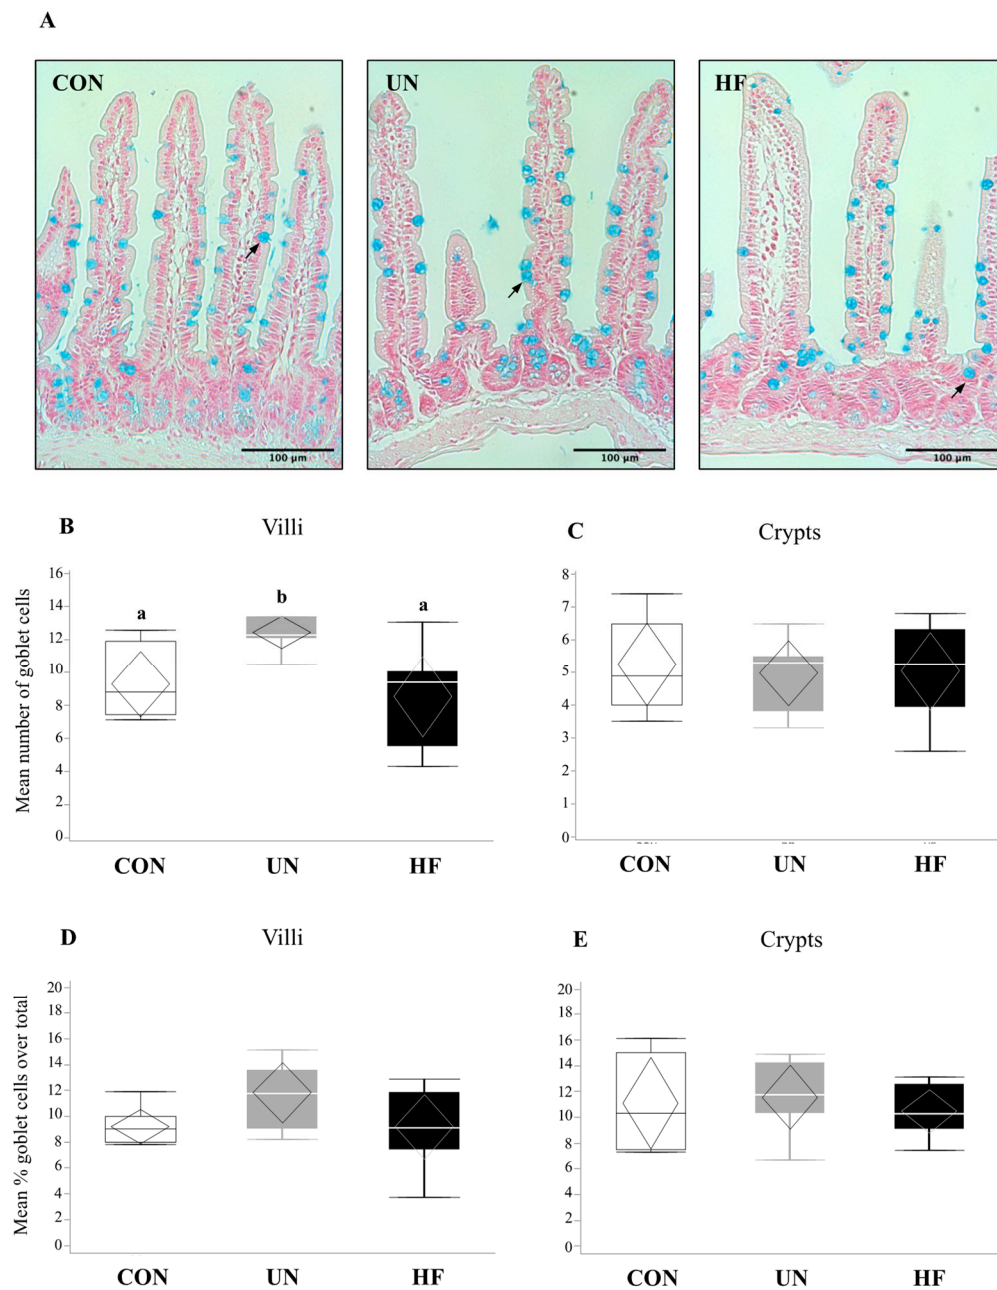 A
CON
UN
HF
100 µm
100 µm
100 µm
B
Villi
C
Crypts
Mean number of goblet cells
16
14
12
10
8
6
4
2
0
a
b
a
CON
UN
HF
8
7
6
5
4
3
2
1
0
CON
UN
HF
D
Villi
E
Crypts
Mean % goblet cells over total
20
18
16
14
12
10
8
6
4
2
0
CON
UN
HF
20
18
16
14
12
10
8
6
4
2
0
CON
UN
HF